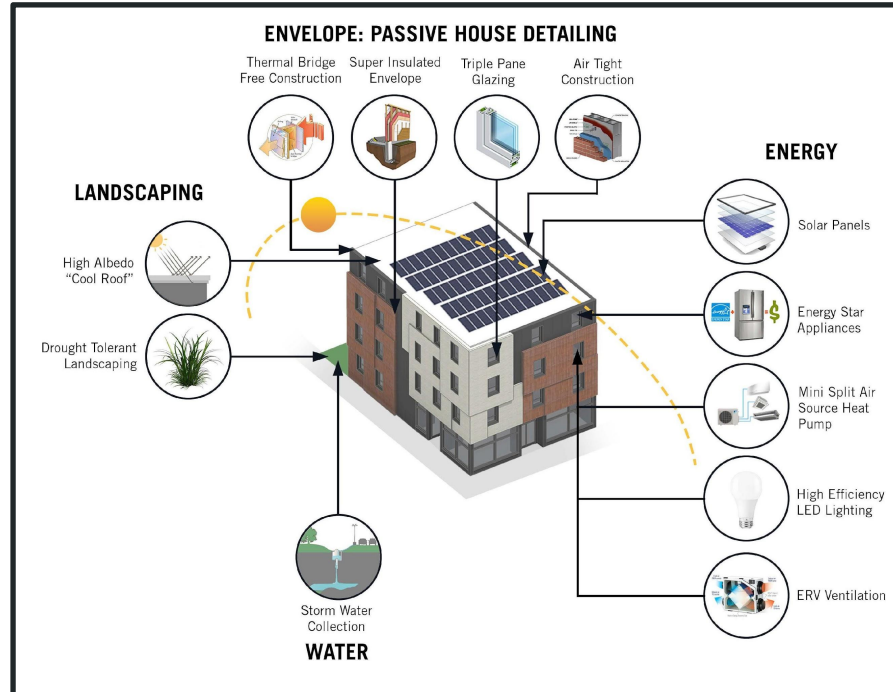 ENVELOPE: PASSIVE HOUSE DETAILING
Thermal Bridge
Free Construction
Super Insulated
Envelope
Triple Pane
Glazing
Air Tight
Construction
LANDSCAPING
High Albedo
“Cool Roof”
Drought Tolerant
Landscaping
ENERGY
Solar Panels
Energy Star
Appliances
$
Mini Split Air
Source Heat
Pump
High Efficiency
LED Lighting
ERV Ventilation
Storm Water
Collection
WATER